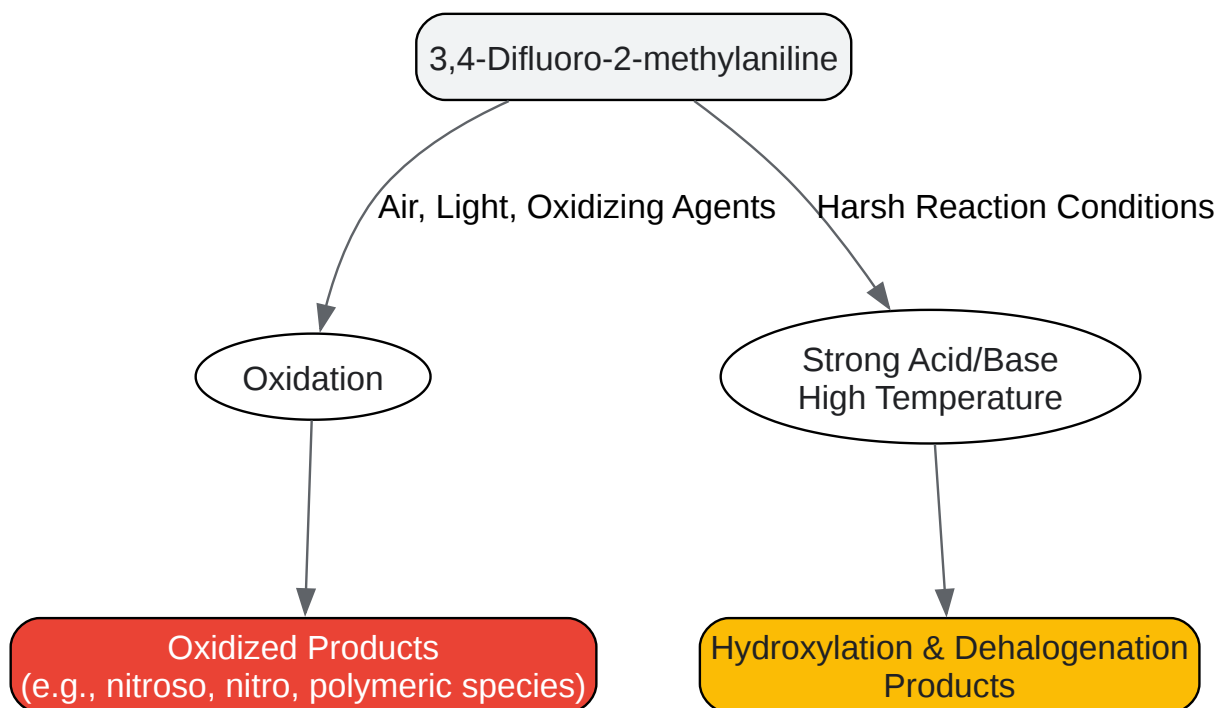 3,4-Difluoro-2-methylaniline
Air, Light, Oxidizing Agents
Harsh Reaction Conditions
Oxidation
Strong Acid/Base
High Temperature
Oxidized Products
(e.g., nitroso, nitro, polymeric species)
Hydroxylation & Dehalogenation
Products